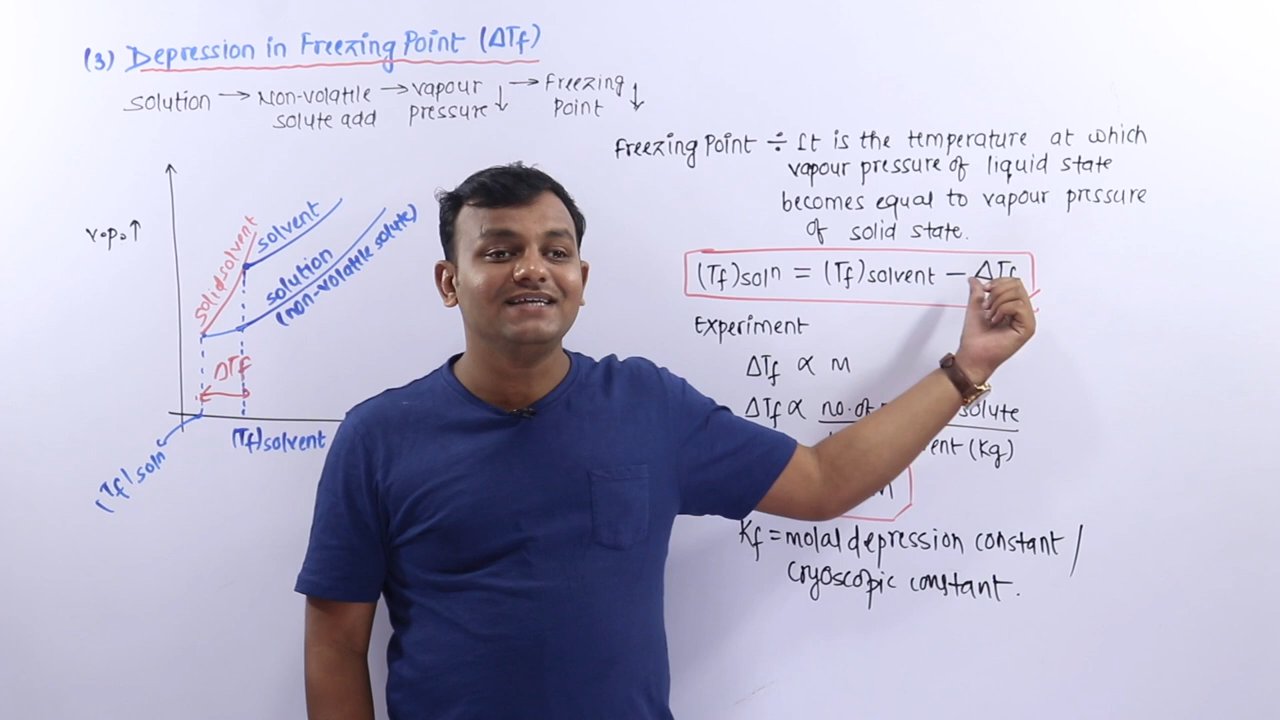 (3) Depression in Freezing Point (ΔTf)
solution → Non-volatile solute add → vapour pressure ↓ → Freezing Point ↓
Freezing Point ÷ It is the temperature at which
vapour pressure of liquid state
becomes equal to vapour pressure
of solid state.
(Tf)solⁿ = (Tf)solvent − ΔTf
Experiment
ΔTf ∝ m
ΔTf ∝ no. of solute
ent (Kg)
Kf = molal depression constant /
cryoscopic constant.
v.p. ↑
solid solvent
solvent
solution
(non-volatile solute)
ΔTf
(Tf)solvent
(Tf)solⁿ